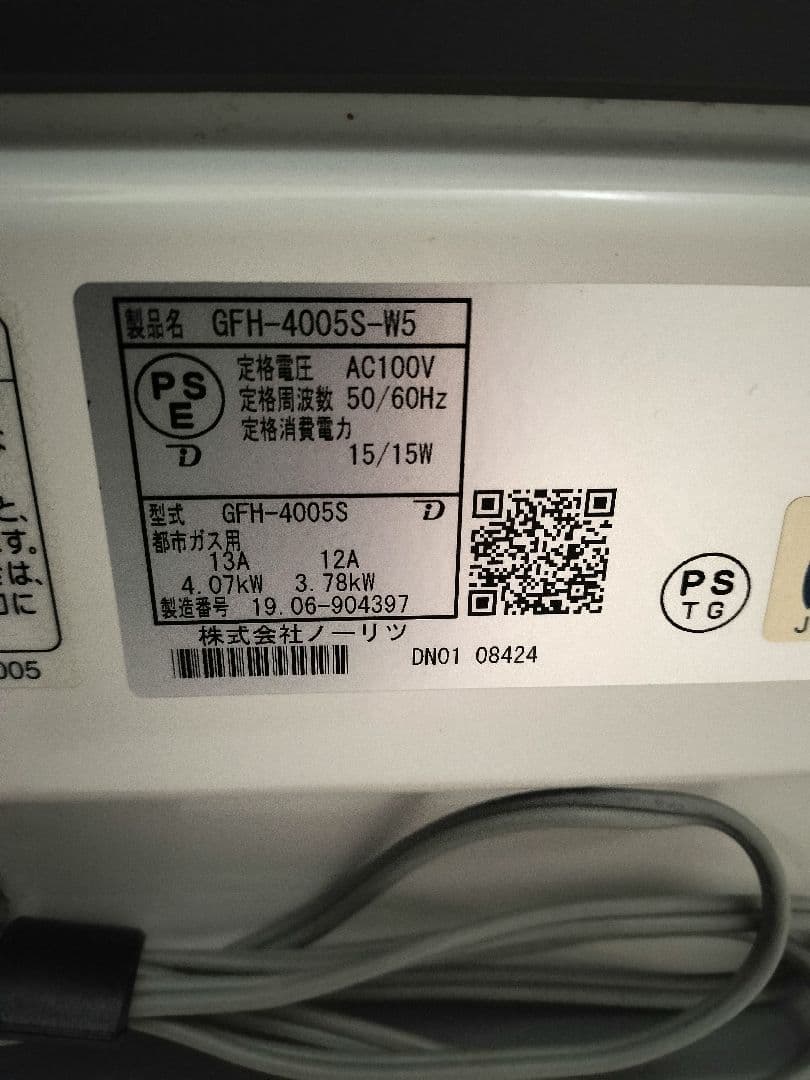 製品名 GFH-4005S-W5
PS
E
定格電圧 AC100V
定格周波数 50/60Hz
定格消費電力
15/15W
型式 GFH-4005S
都市ガス用
13A 12A
4.07kW 3.78kW
製造番号 19.06-904397
株式会社ノーリツ
DN01 08424
PS
TG
と、
す。
は、
に
005
J